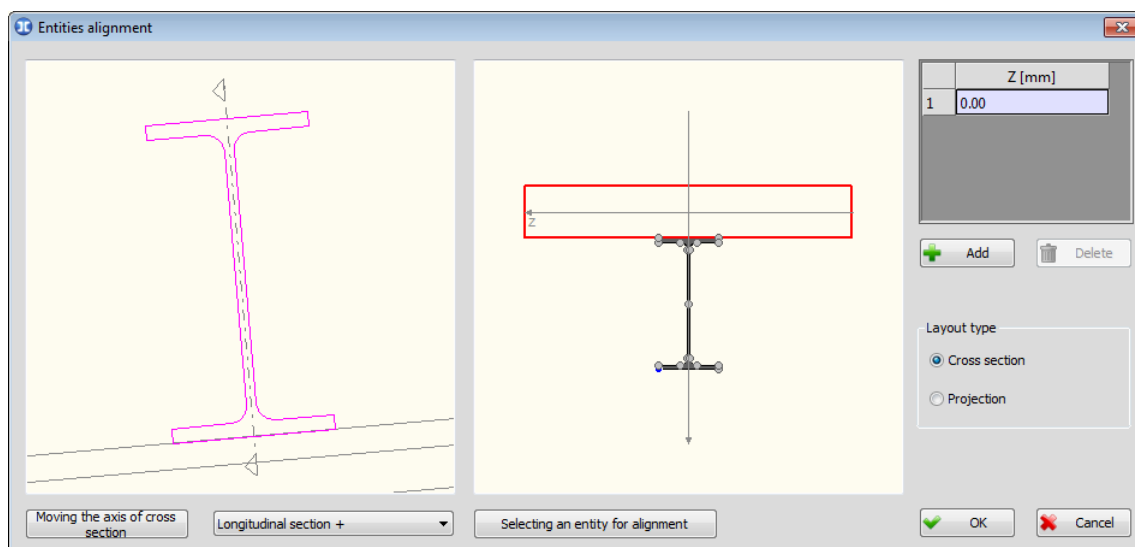 Entities alignment
Z [mm]
1 0.00
z
Add Delete
Layout type
Cross section
Projection
Moving the axis of cross
section
Longitudinal section +
Selecting an entity for alignment
OK Cancel